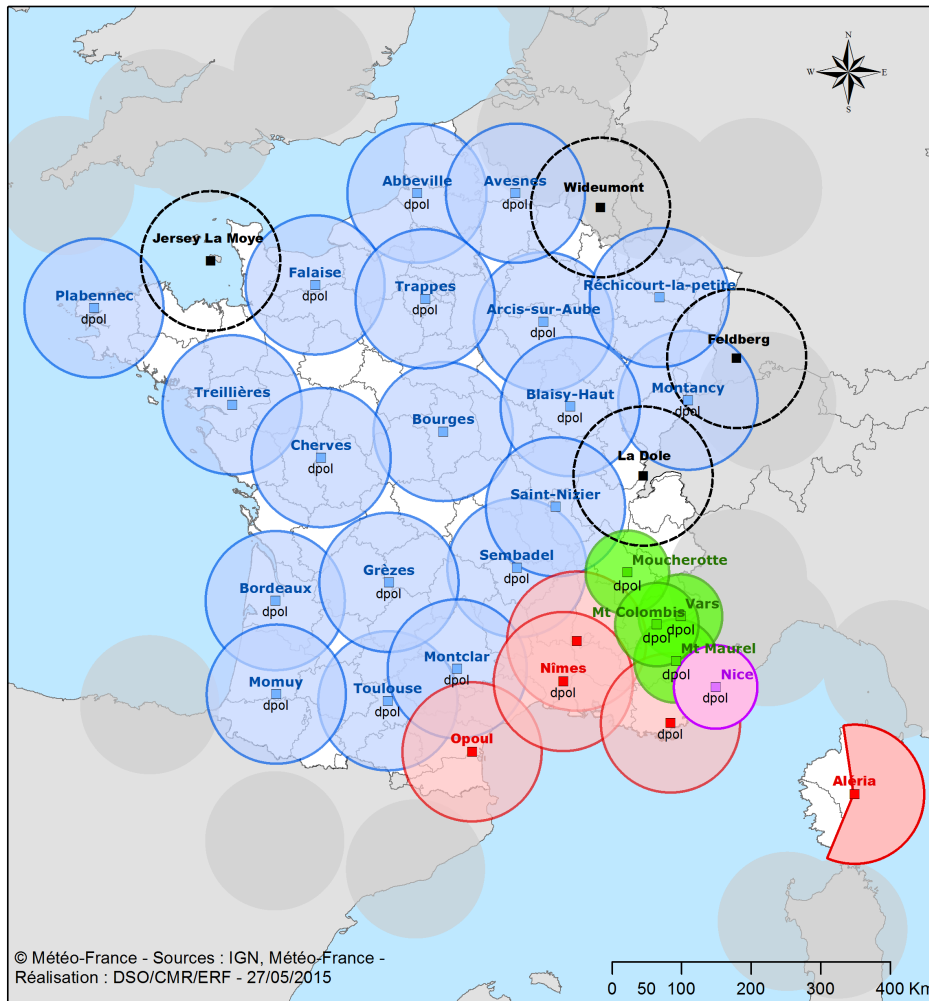 N
W E
S
Abbeville
dpol
Avesnes
dpol
Wideumont
Jersey La Moye
Plabennec
dpol
Falaise
dpol
Trappes
dpol
Arcis-sur-Aube
dpol
Réchicourt-la-petite
Feldberg
Treillières
Cherves
dpol
Bourges
Blaisy-Haut
dpol
Montancy
dpol
La Dole
Saint-Nizier
Sembadel
dpol
Grèzes
dpol
Bordeaux
dpol
Moucherotte
dpol
Mt Colombis
dpol
Vars
dpol
Mt Maurel
dpol
Nice
dpol
Momuy
dpol
Toulouse
dpol
Montclar
dpol
Nîmes
dpol
dpol
Opoul
Aléria
© Météo-France - Sources : IGN, Météo-France -
Réalisation : DSO/CMR/ERF - 27/05/2015
0 50 100 200 300 400 Km